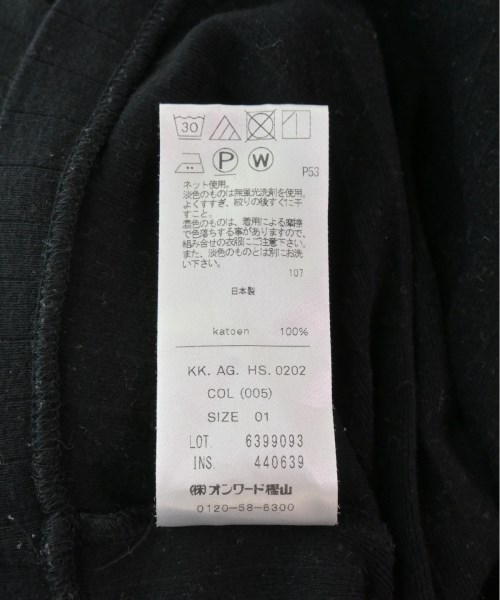 30
P W
P53
ネット使用。
淡色のものは無蛍光洗剤を使用。
よくすすぎ、絞りの後すぐに干
すこと。
濃色のものは、着用による摩擦
で色落ちする事がありますので、
組み合せの衣服にご注意下さい。
また、淡色のものとは別にお洗
い下さい。
107
日本製
katoen 100%
KK. AG. HS. 0202
COL (005)
SIZE 01
LOT. 6399093
INS. 440639
(株)オンワード樫山
0120-58-6300